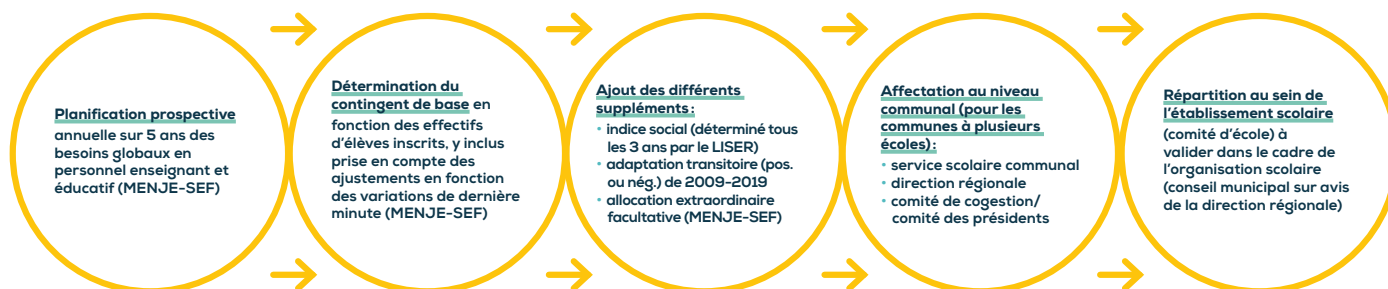 Planification prospective
annuelle sur 5 ans des
besoins globaux en
personnel enseignant et
éducatif (MENJE-SEF)
Détermination du
contingent de base en
fonction des effectifs
d'élèves inscrits, y inclus
prise en compte des
ajustements en fonction
des variations de dernière
minute (MENJE-SEF)
Ajout des différents
suppléments :
• indice social (déterminé tous
les 3 ans par le LISER)
• adaptation transitoire (pos.
ou nég.) de 2009-2019
• allocation extraordinaire
facultative (MENJE-SEF)
Affectation au niveau
communal (pour les
communes à plusieurs
écoles) :
• service scolaire communal
• direction régionale
• comité de cogestion/
comité des présidents
Répartition au sein de
l'établissement scolaire
(comité d'école) à
valider dans le cadre de
l'organisation scolaire
(conseil municipal sur avis
de la direction régionale)